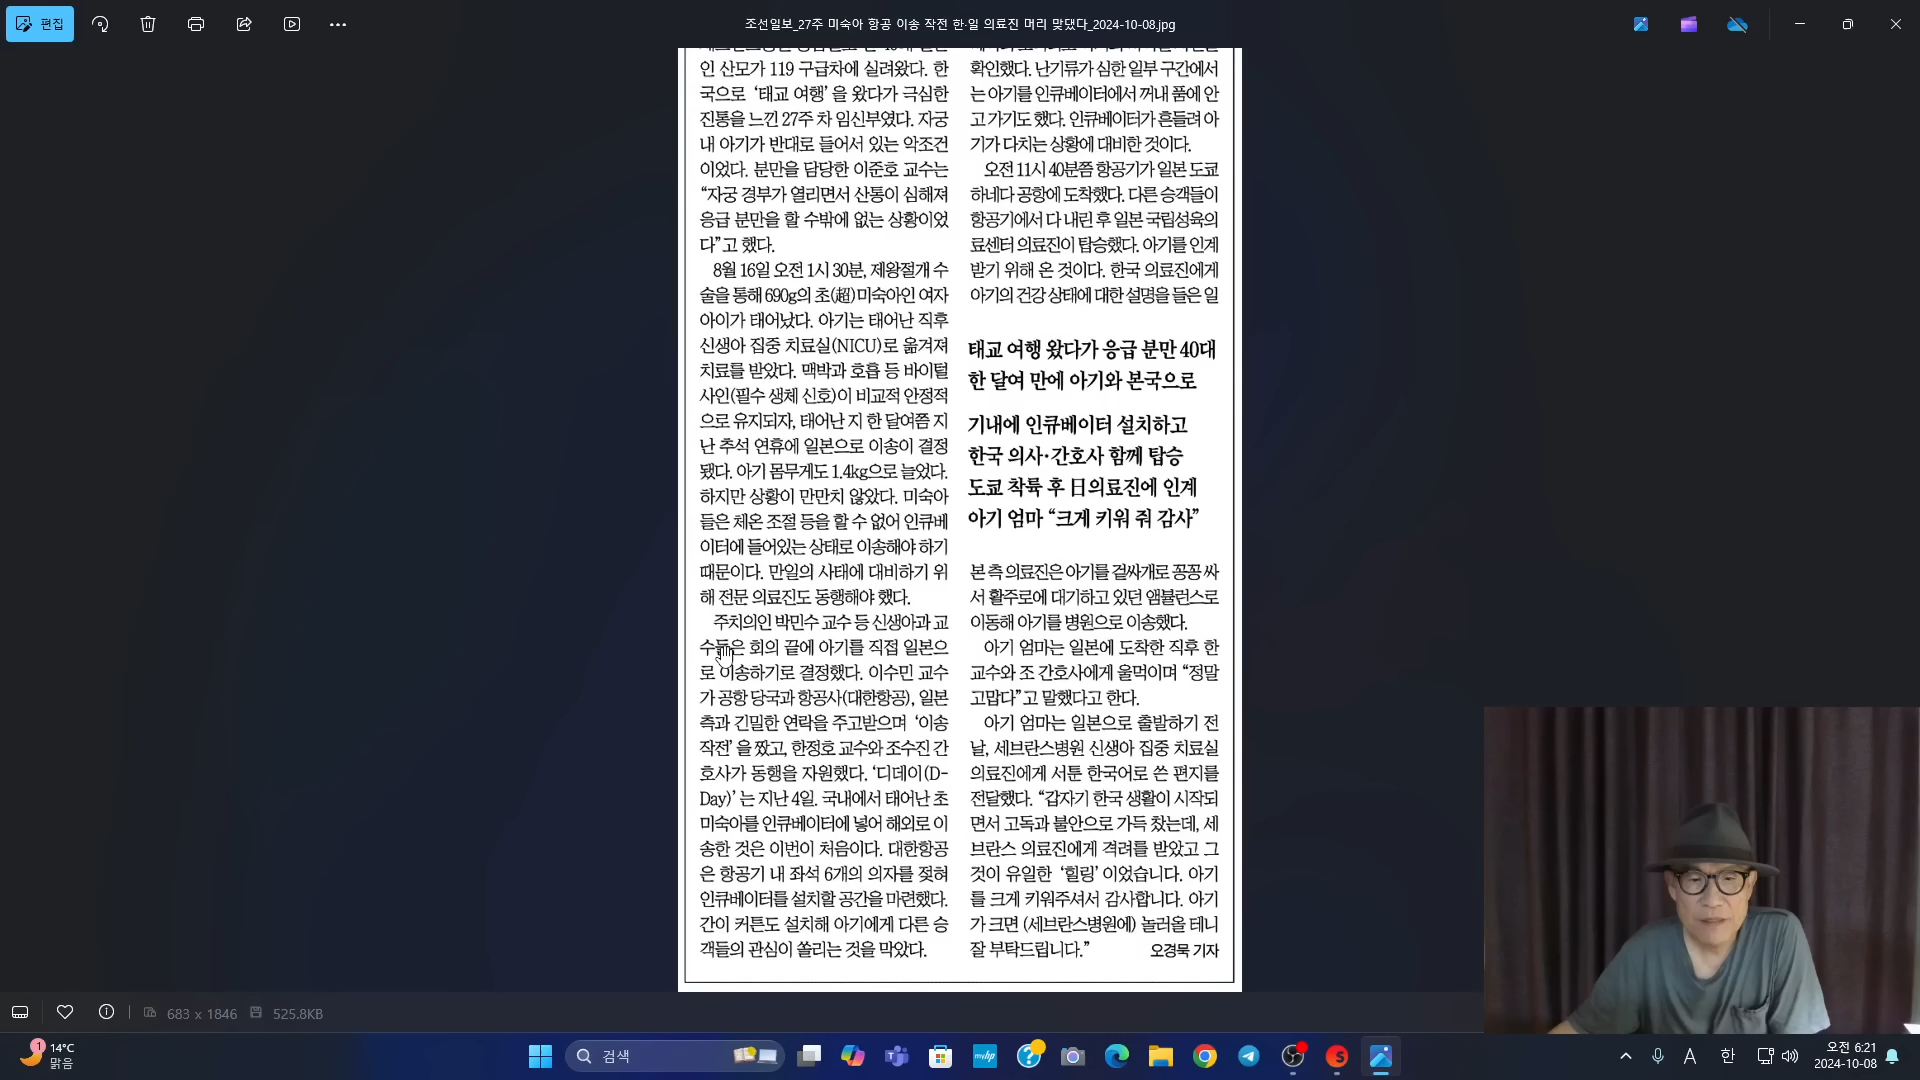 편집
조선일보_27주 미숙아 항공 이송 작전 한·일 의료진 머리 맞댔다_2024-10-08.jpg
인 산모가 119 구급차에 실려왔다. 한
국으로 ‘태교 여행’을 왔다가 극심한
진통을 느낀 27주 차 임신부였다. 자궁
내 아기가 반대로 들어서 있는 악조건
이었다. 분만을 담당한 이준호 교수는
“자궁 경부가 열리면서 산통이 심해져
응급 분만을 할 수밖에 없는 상황이었
다”고 했다.
8월 16일 오전 1시 30분, 제왕절개 수
술을 통해 690g의 초(超)미숙아인 여자
아이가 태어났다. 아기는 태어난 직후
신생아 집중 치료실(NICU)로 옮겨져
치료를 받았다. 맥박과 호흡 등 바이털
사인(필수 생체 신호)이 비교적 안정적
으로 유지되자, 태어난 지 한 달여쯤 지
난 추석 연휴에 일본으로 이송이 결정
됐다. 아기 몸무게도 1.4kg으로 늘었다.
하지만 상황이 만만치 않았다. 미숙아
들은 체온 조절 등을 할 수 없어 인큐베
이터에 들어있는 상태로 이송해야 하기
때문이다. 만일의 사태에 대비하기 위
해 전문 의료진도 동행해야 했다.
주치의인 박민수 교수 등 신생아과 교
수들은 회의 끝에 아기를 직접 일본으
로 이송하기로 결정했다. 이수민 교수
가 공항 당국과 항공사(대한항공), 일본
측과 긴밀한 연락을 주고받으며 ‘이송
작전’을 짰고, 한정호 교수와 조수진 간
호사가 동행을 자원했다. ‘디데이(D-
Day)’는 지난 4일. 국내에서 태어난 초
미숙아를 인큐베이터에 넣어 해외로 이
송한 것은 이번이 처음이다. 대한항공
은 항공기 내 좌석 6개의 의자를 젖혀
인큐베이터를 설치할 공간을 마련했다.
간이 커튼도 설치해 아기에게 다른 승
객들의 관심이 쏠리는 것을 막았다.
확인했다. 난기류가 심한 일부 구간에서
는 아기를 인큐베이터에서 꺼내 품에 안
고 가기도 했다. 인큐베이터가 흔들려 아
기가 다치는 상황에 대비한 것이다.
오전 11시 40분쯤 항공기가 일본 도쿄
하네다 공항에 도착했다. 다른 승객들이
항공기에서 다 내린 후 일본 국립성육의
료센터 의료진이 탑승했다. 아기를 인계
받기 위해 온 것이다. 한국 의료진에게
아기의 건강 상태에 대한 설명을 들은 일
태교 여행 왔다가 응급 분만 40대
한 달여 만에 아기와 본국으로
기내에 인큐베이터 설치하고
한국 의사·간호사 함께 탑승
도쿄 착륙 후 日의료진에 인계
아기 엄마 “크게 키워 줘 감사”
본 측 의료진은 아기를 겉싸개로 꽁꽁 싸
서 활주로에 대기하고 있던 앰뷸런스로
이동해 아기를 병원으로 이송했다.
아기 엄마는 일본에 도착한 직후 한
교수와 조 간호사에게 울먹이며 “정말
고맙다”고 말했다고 한다.
아기 엄마는 일본으로 출발하기 전
날, 세브란스병원 신생아 집중 치료실
의료진에게 서툰 한국어로 쓴 편지를
전달했다. “갑자기 한국 생활이 시작되
면서 고독과 불안으로 가득 찼는데, 세
브란스 의료진에게 격려를 받았고 그
것이 유일한 ‘힐링’이었습니다. 아기
를 크게 키워주셔서 감사합니다. 아기
가 크면 (세브란스병원에) 놀러올 테니
잘 부탁드립니다.”
오경묵 기자
683 x 1846
525.8KB
1
14°C
맑음
검색
myhp
A
한
오전 6:21
2024-10-08